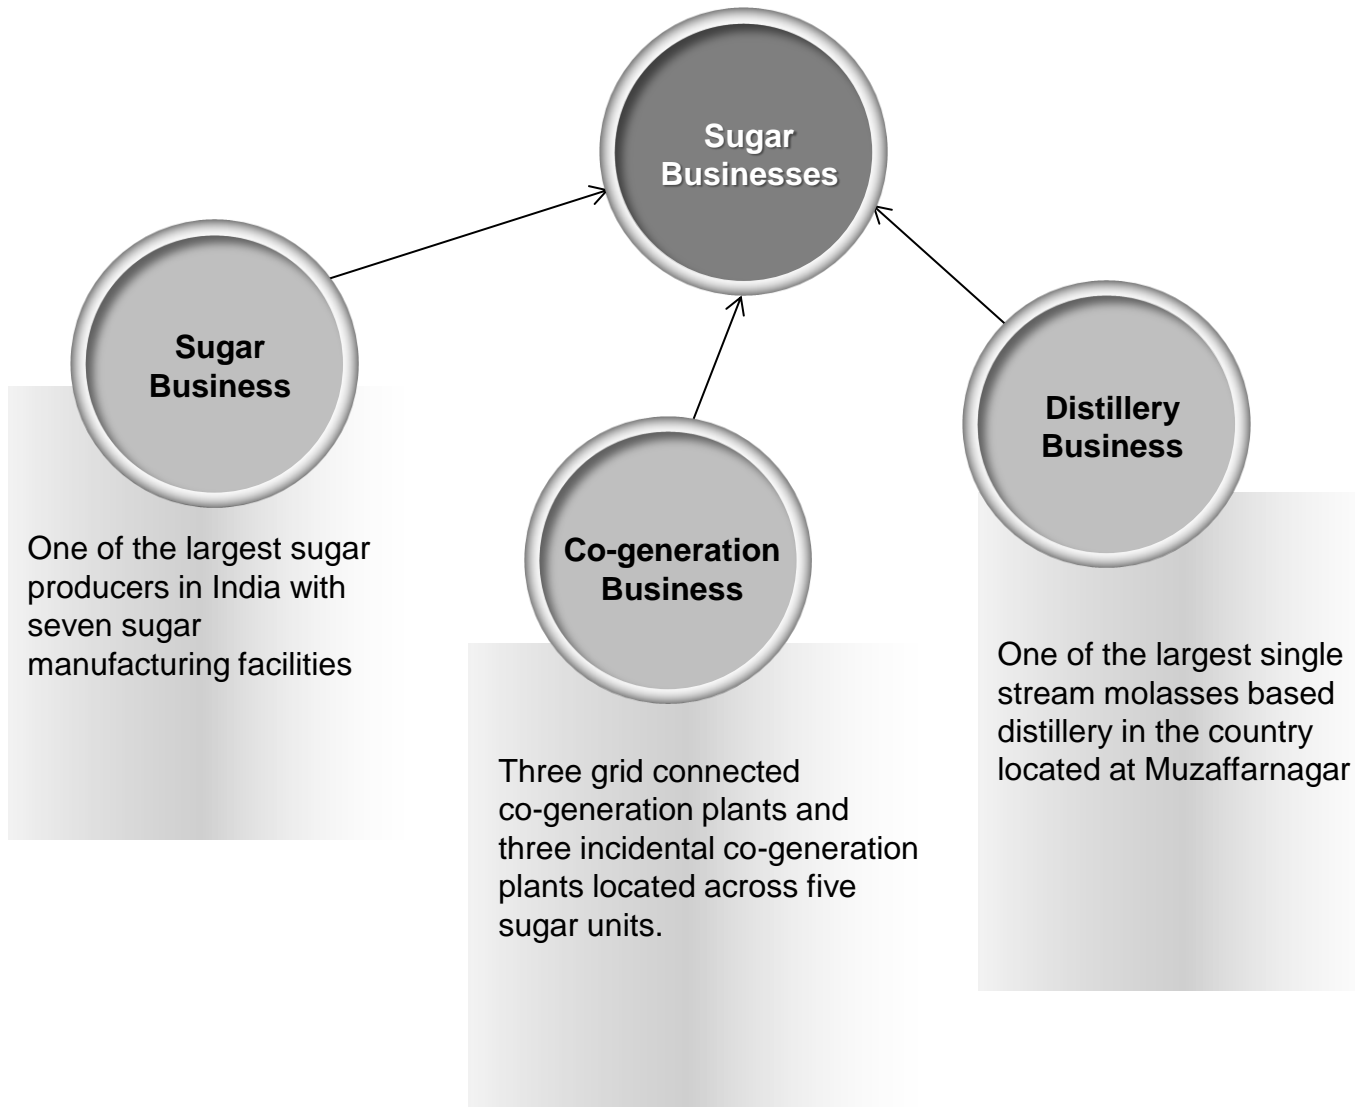 Sugar
Businesses
Sugar
Business
One of the largest sugar
producers in India with
seven sugar
manufacturing facilities
Co-generation
Business
Three grid connected
co-generation plants and
three incidental co-generation
plants located across five
sugar units.
Distillery
Business
One of the largest single
stream molasses based
distillery in the country
located at Muzaffarnagar